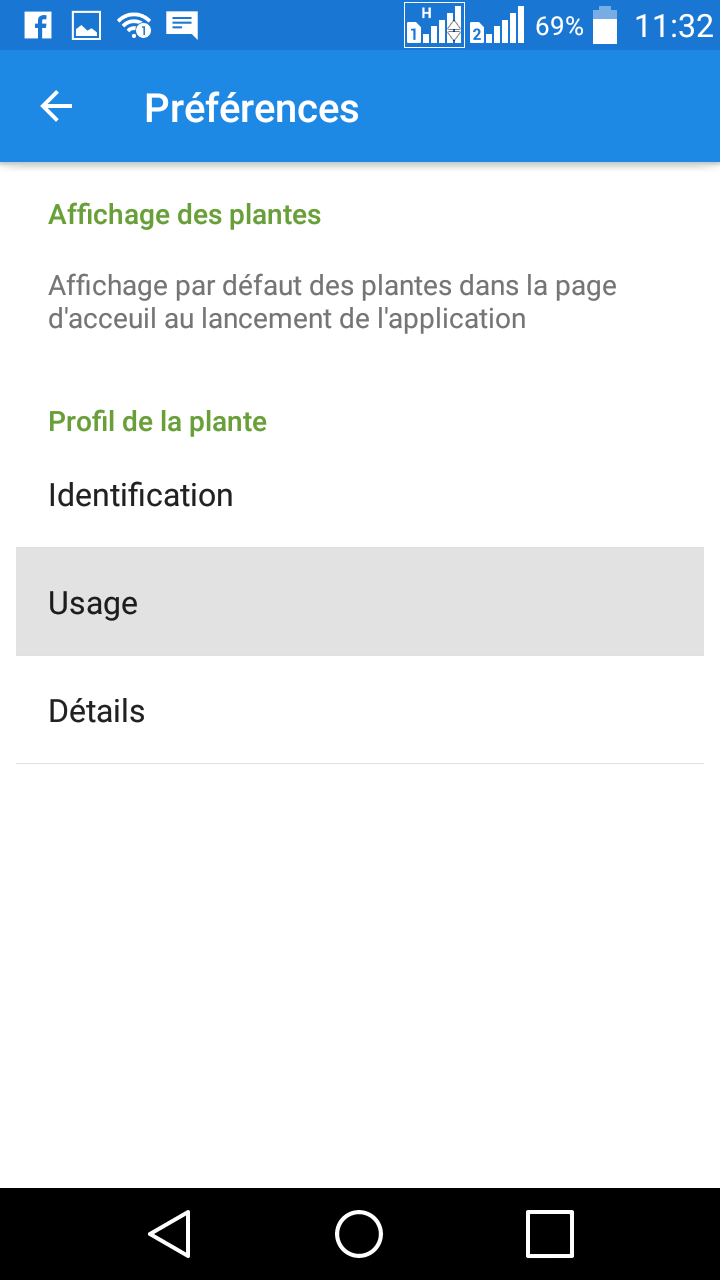 H
1
1
2
69%
11:32
Préférences
Affichage des plantes
Affichage par défaut des plantes dans la page
d'acceuil au lancement de l'application
Profil de la plante
Identification
Usage
Détails